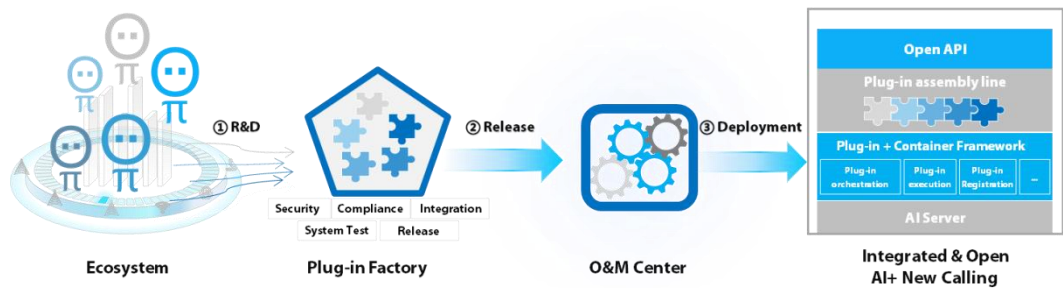 ① R&D
② Release
③ Deployment
Security
Compliance
Integration
System Test
Release
Ecosystem
Plug-in Factory
O&M Center
Open API
Plug-in assembly line
Plug-in + Container Framework
Plug-in
orchestration
Plug-in
execution
Plug-in
Registration
...
AI Server
Integrated & Open
AI+ New Calling